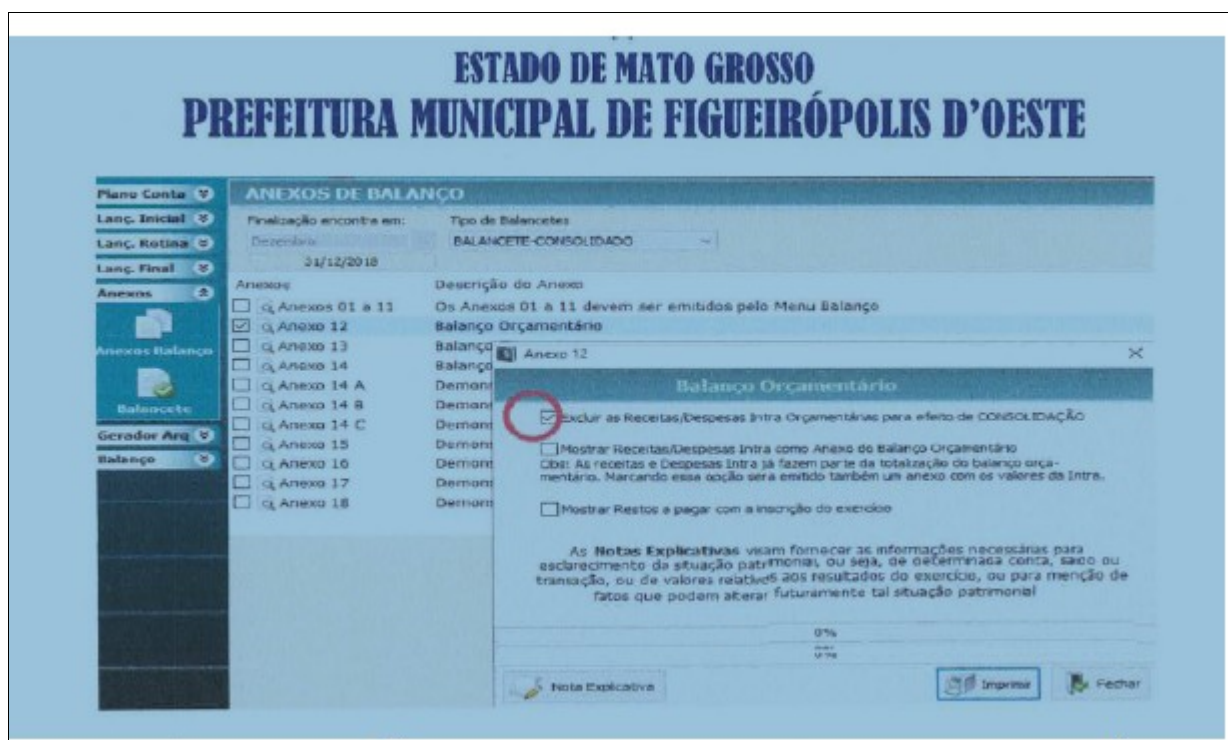 ESTADO DE MATO GROSSO
PREFEITURA MUNICIPAL DE FIGUEIRÓPOLIS D'OESTE
Plano Conta
Lanç. Inicial
Lanç. Rotina
Lanç. Final
Anexos
Anexos Balanço
Balancete
Gerador Arq
Balanço
ANEXOS DE BALANÇO
Finalização encontra em: Tipo de Balancetes
Dezembro BALANCETE-CONSOLIDADO
31/12/2018
Anexos Descrição do Anexo
Anexos 01 a 11 Os Anexos 01 a 11 devem ser emitidos pelo Menu Balanço
Anexo 12 Balanço Orçamentário
Anexo 13 Balanço
Anexo 14 Balanço
Anexo 14 A Demons
Anexo 14 B Demons
Anexo 14 C Demons
Anexo 15 Demons
Anexo 16 Demons
Anexo 17 Demons
Anexo 18 Demons
Anexo 12
Balanço Orçamentário
Excluir as Receitas/Despesas Intra Orçamentárias para efeito de CONSOLIDAÇÃO
Mostrar Receitas/Despesas Intra como Anexo do Balanço Orçamentário
Obs: As receitas e Despesas Intra já fazem parte da totalização do balanço orça-
mentário. Marcando essa opção será emitido também um anexo com os valores da Intra.
Mostrar Restos a pagar com a inscrição do exercício
As Notas Explicativas visam fornecer as informações necessárias para
esclarecimento da situação patrimonial, ou seja, de determinada conta, saldo ou
transação, ou de valores relativos aos resultados do exercício, ou para menção de
fatos que podem alterar futuramente tal situação patrimonial
0%
0%
Nota Explicativa Imprimir Fechar